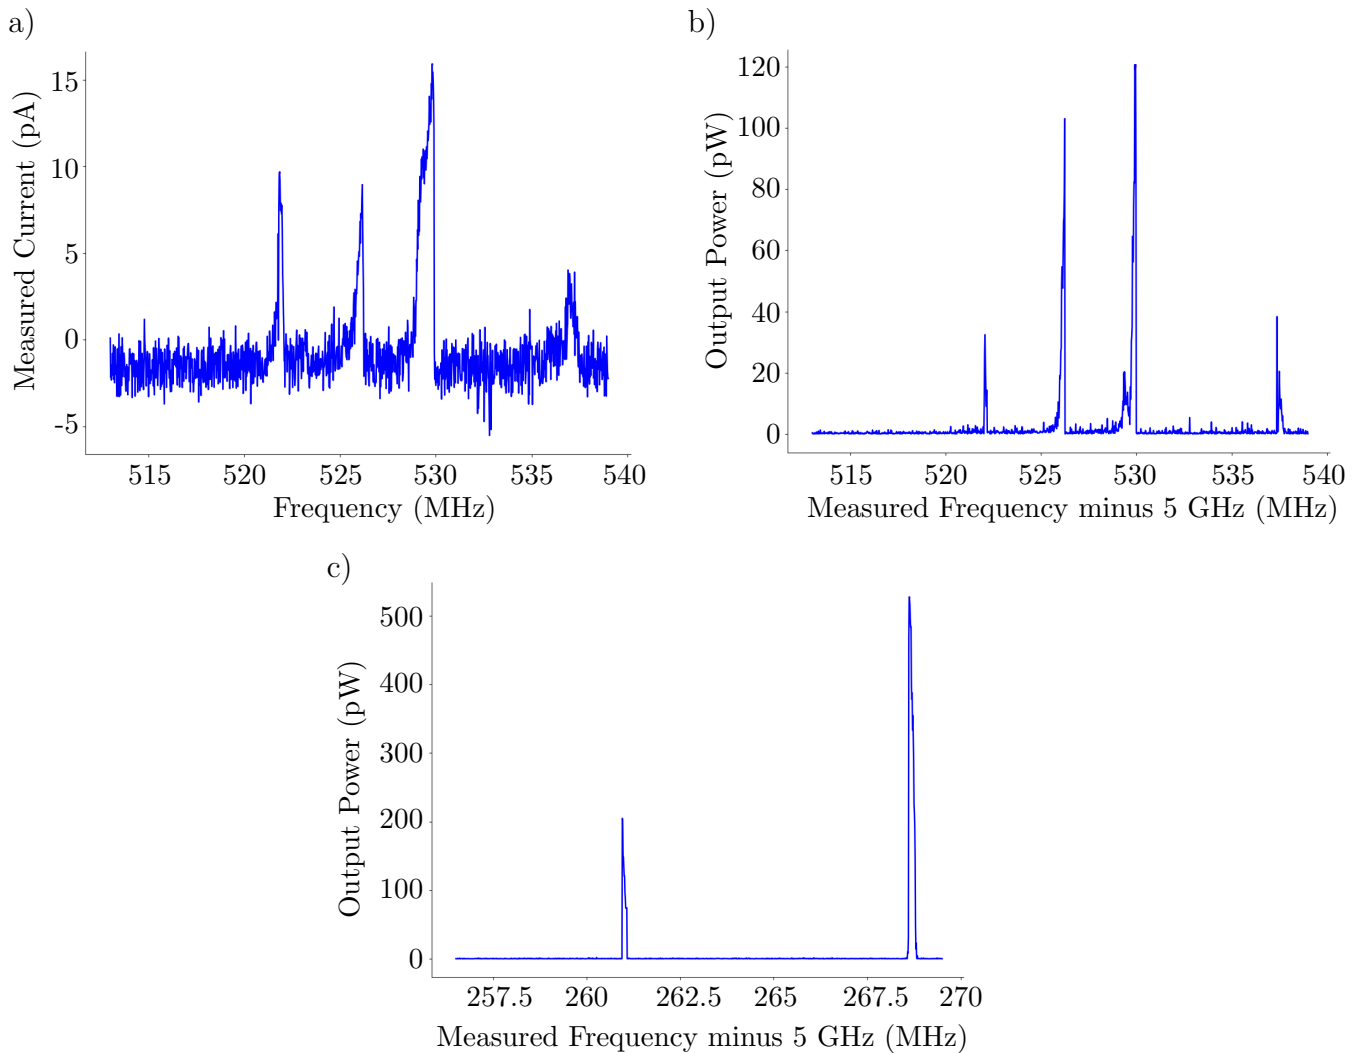 a)
Measured Current (pA)
15
10
5
0
-5
515 520 525 530 535 540
Frequency (MHz)
b)
Output Power (pW)
120
100
80
60
40
20
0
515 520 525 530 535 540
Measured Frequency minus 5 GHz (MHz)
c)
Output Power (pW)
500
400
300
200
100
0
257.5 260 262.5 265 267.5 270
Measured Frequency minus 5 GHz (MHz)